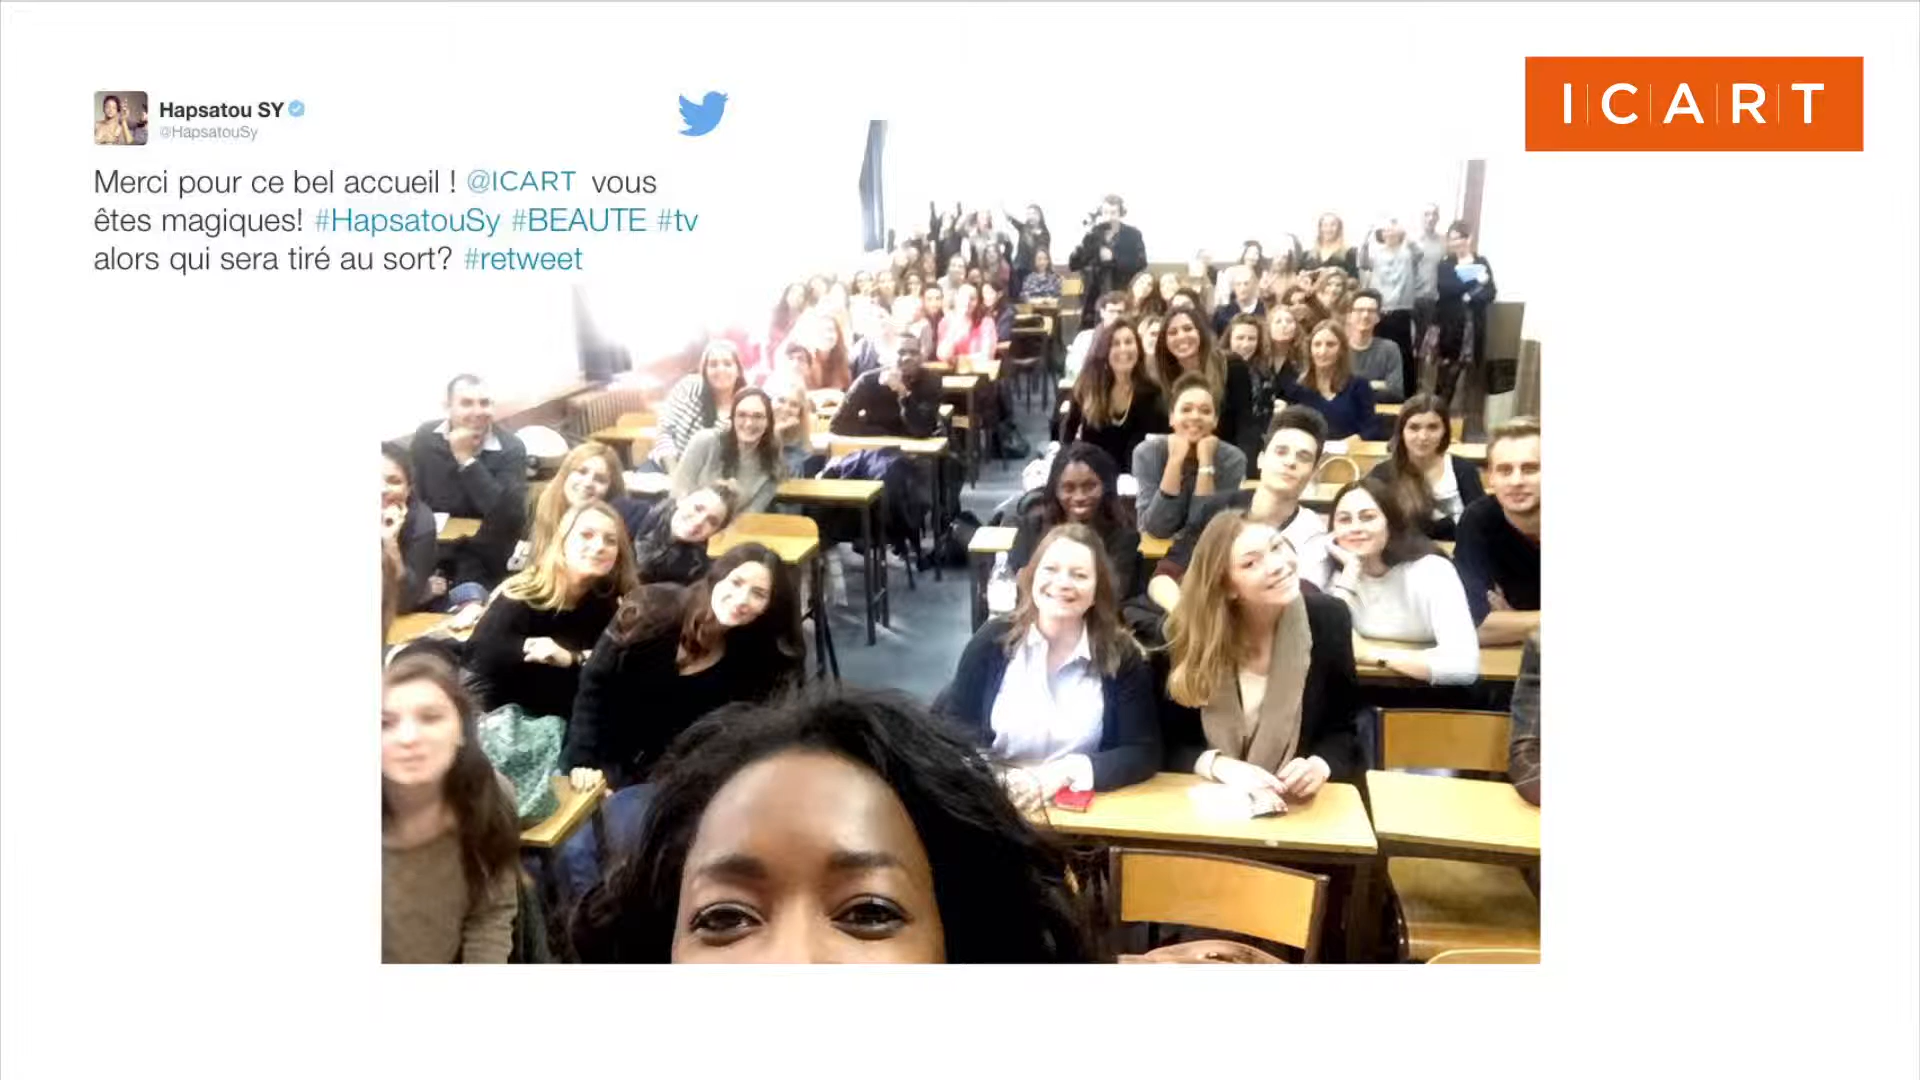 Hapsatou SY
@HapsatouSy
Merci pour ce bel accueil ! @ICART vous
êtes magiques! #HapsatouSy #BEAUTE #tv
alors qui sera tiré au sort? #retweet
ICART